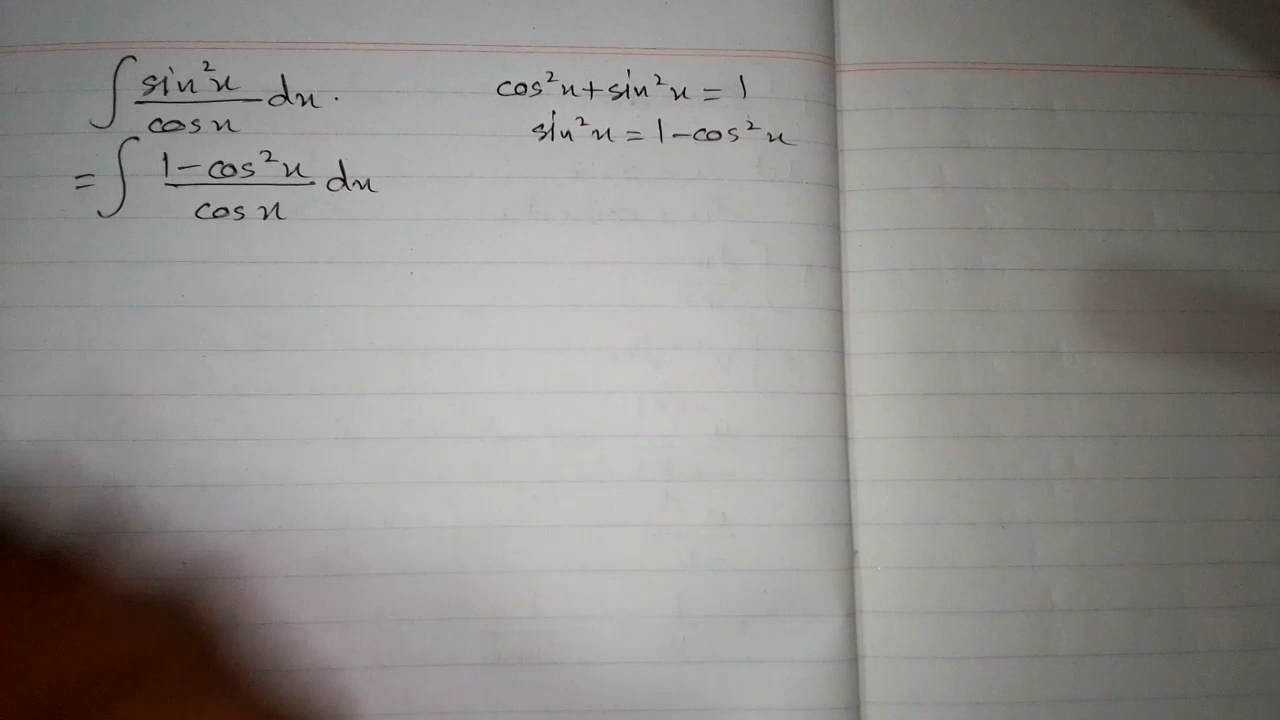 ∫ sin²x / cos x dx.
cos²x + sin²x = 1
sin²x = 1 - cos²x
= ∫ 1 - cos²x / cos x dx